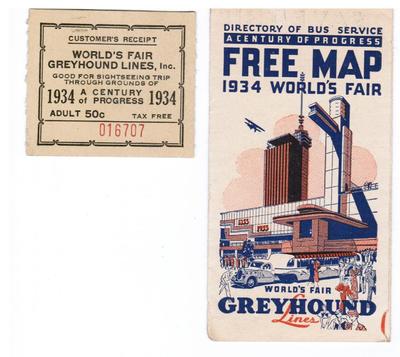 CUSTOMER'S RECEIPT
WORLD'S FAIR
GREYHOUND LINES, Inc.
GOOD FOR SIGHTSEEING TRIP
THROUGH GROUNDS OF
1934 A CENTURY of PROGRESS 1934
ADULT 50c TAX FREE
016707
DIRECTORY OF BUS SERVICE
A CENTURY OF PROGRESS
FREE MAP
1934 WORLD'S FAIR
WORLD'S FAIR
GREYHOUND
Lines